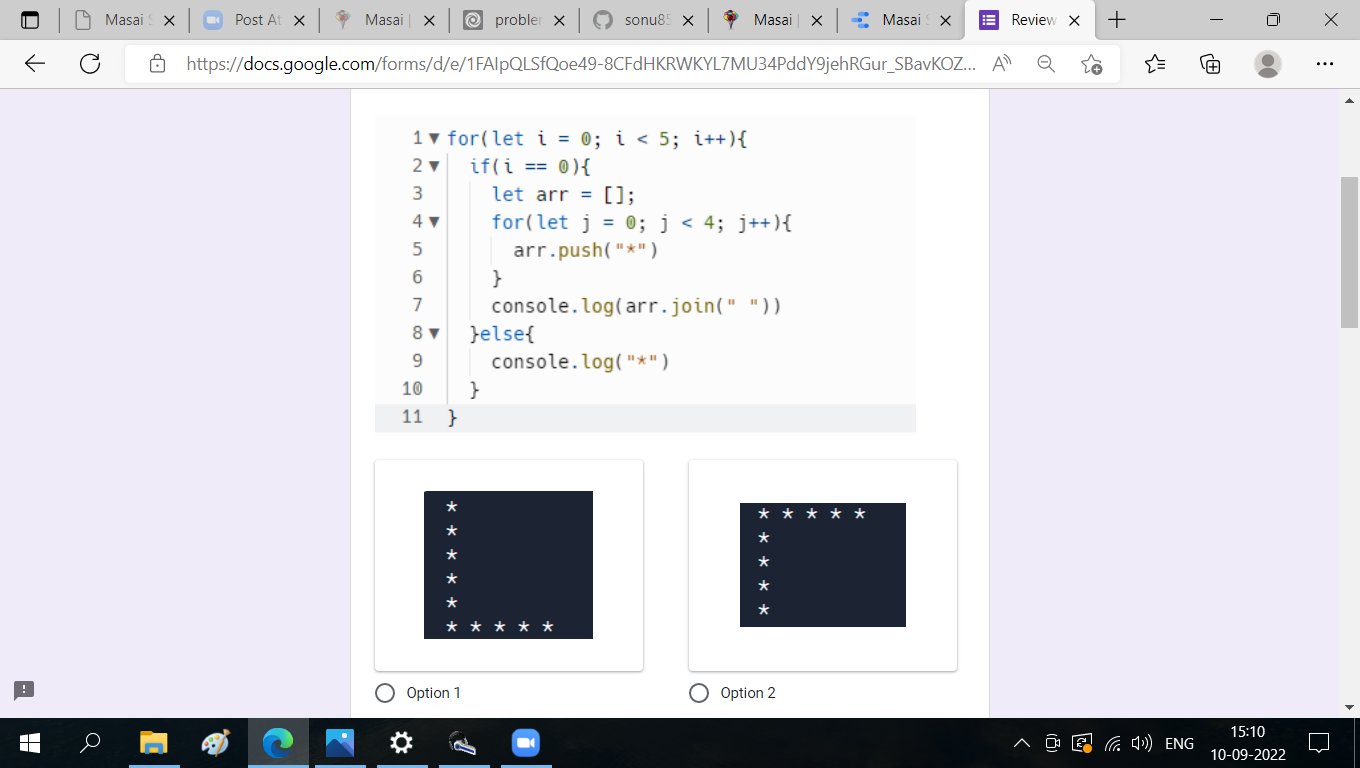 Masai
Post At
Masai
probler
sonu85
Masai
Masai
Review
https://docs.google.com/forms/d/e/1FAIpQLSfQoe49-8CFdHKRWKYL7MU34PddY9jehRGur_SBavKOZ...
1 for(let i = 0; i < 5; i++){
2 if(i == 0){
3 let arr = [];
4 for(let j = 0; j < 4; j++){
5 arr.push("*")
6 }
7 console.log(arr.join(" "))
8 }else{
9 console.log("*")
10 }
11 }
*
*
*
*
*
* * * * *
Option 1
* * * * *
*
*
*
*
Option 2
ENG
15:10
10-09-2022